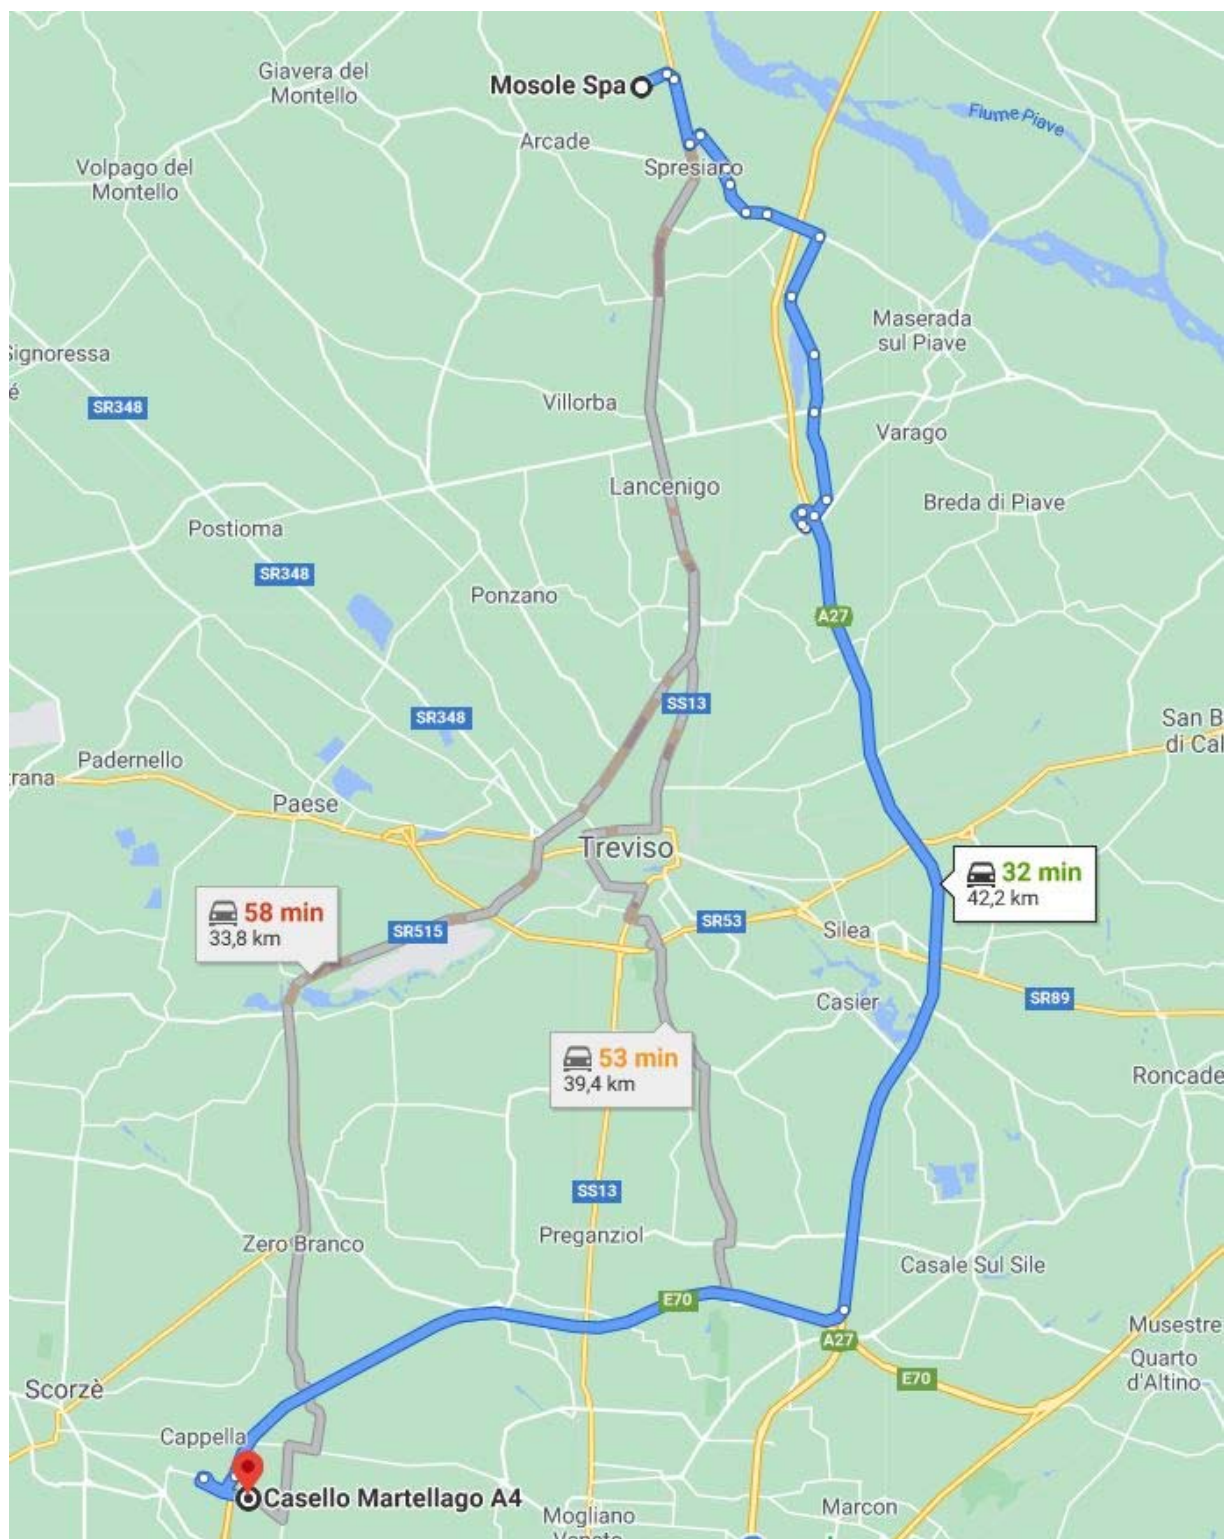 Giavera del
Montello
Mosole Spa
Fiume Piave
Arcade
Spresiano
Volpago del
Montello
Maserada
sul Piave
Signoressa
é
SR348
Villorba
Varago
Lancenigo
Breda di Piave
Postioma
SR348
Ponzano
A27
SS13
SR348
San B
di Cal
Padernello
trana
Paese
Treviso
32 min
42,2 km
58 min
33,8 km
SR515
SR53
Silea
SR89
Casier
53 min
39,4 km
Roncade
SS13
Preganziol
Zero Branco
Casale Sul Sile
E70
A27
Musestre
E70
Quarto
d'Altino
Scorzè
Cappella
Casello Martellago A4
Marcon
Mogliano
Veneto